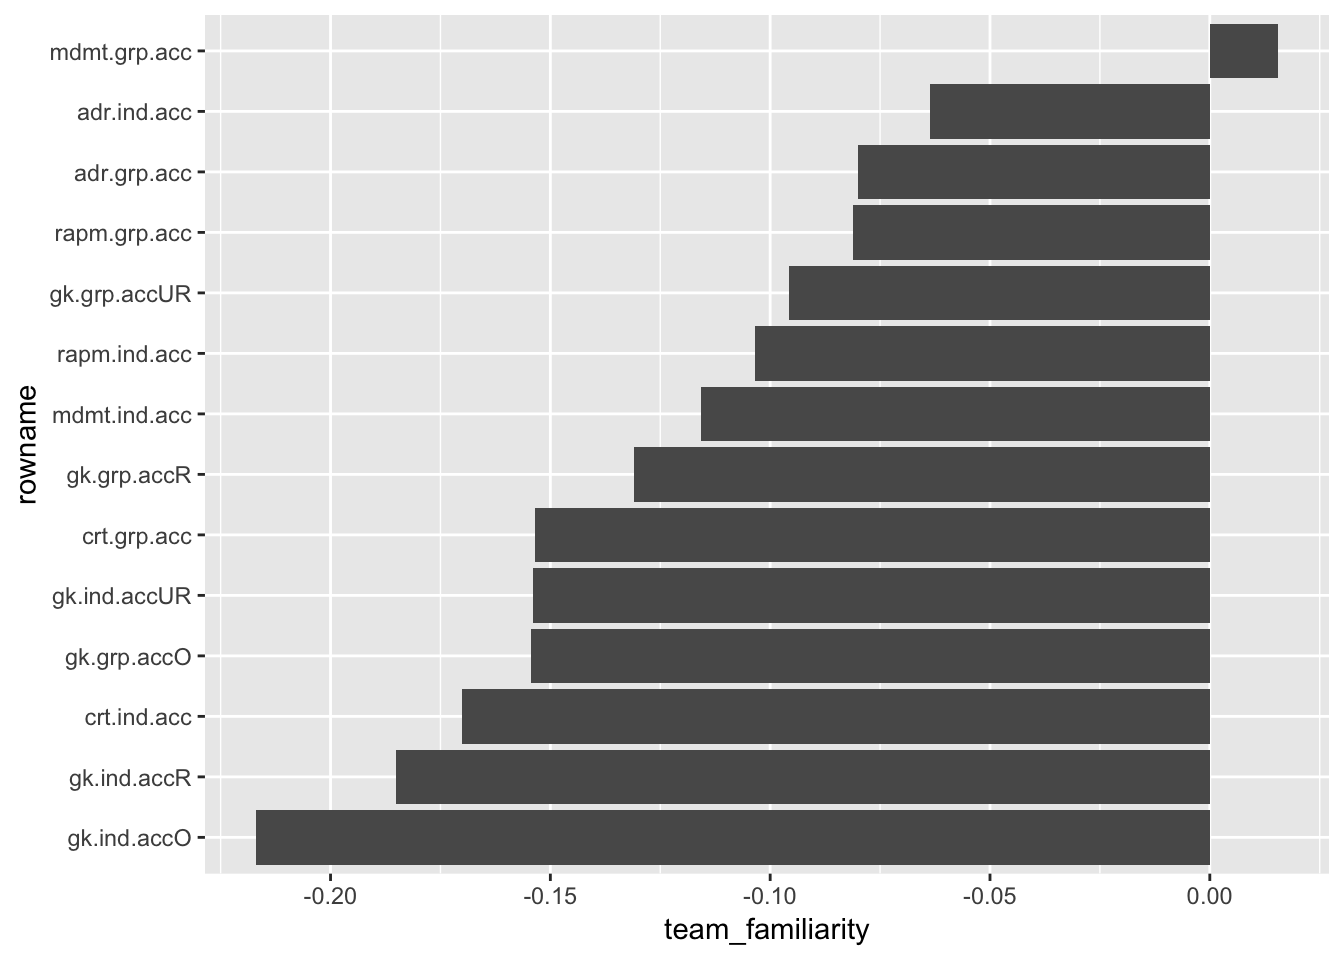 mdmt.grp.acc
adr.ind.acc
adr.grp.acc
rapm.grp.acc
gk.grp.accUR
rapm.ind.acc
mdmt.ind.acc
gk.grp.accR
crt.grp.acc
gk.ind.accUR
gk.grp.accO
crt.ind.acc
gk.ind.accR
gk.ind.accO
rowname
-0.20 -0.15 -0.10 -0.05 0.00
team_familiarity